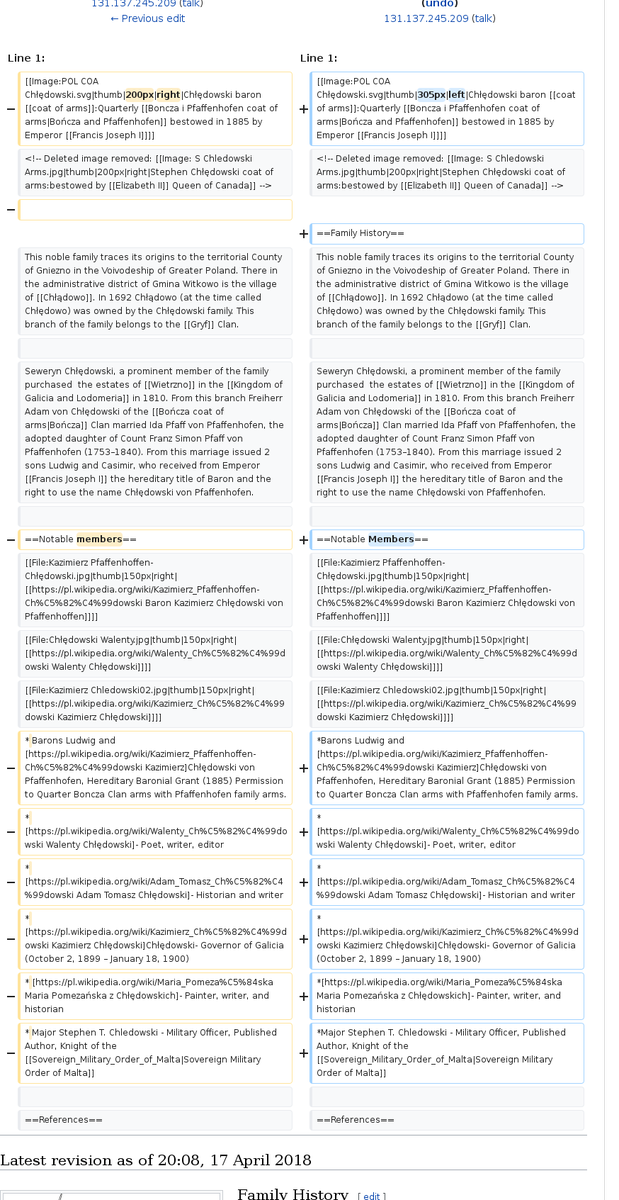 131.137.245.209 (talk)
← Previous edit
(undo)
131.137.245.209 (talk)
Line 1:
Line 1:
−
[[Image:POL COA
Chłędowski.svg|thumb|200px|right|Chłędowski baron
[[coat of arms]]:Quarterly [[Boncza i Pfaffenhofen coat of
arms|Bończa and Pfaffenhofen]] bestowed in 1885 by
Emperor [[Francis Joseph I]]]]
+
[[Image:POL COA
Chłędowski.svg|thumb|305px|left|Chłędowski baron [[coat
of arms]]:Quarterly [[Boncza i Pfaffenhofen coat of
arms|Bończa and Pfaffenhofen]] bestowed in 1885 by
Emperor [[Francis Joseph I]]]]
<!-- Deleted image removed: [[Image: S Chledowski
Arms.jpg|thumb|200px|right|Stephen Chłędowski coat of
arms:bestowed by [[Elizabeth II]] Queen of Canada]] -->
<!-- Deleted image removed: [[Image: S Chledowski
Arms.jpg|thumb|200px|right|Stephen Chłędowski coat of
arms:bestowed by [[Elizabeth II]] Queen of Canada]] -->
−
+
==Family History==
This noble family traces its origins to the territorial County
of Gniezno in the Voivodeship of Greater Poland. There in
the administrative district of Gmina Witkowo is the village
of [[Chłądowo]]. In 1692 Chłądowo (at the time called
Chłędowo) was owned by the Chłędowski family. This
branch of the family belongs to the [[Gryf]] Clan.
This noble family traces its origins to the territorial County
of Gniezno in the Voivodeship of Greater Poland. There in
the administrative district of Gmina Witkowo is the village
of [[Chłądowo]]. In 1692 Chłądowo (at the time called
Chłędowo) was owned by the Chłędowski family. This
branch of the family belongs to the [[Gryf]] Clan.
Seweryn Chłędowski, a prominent member of the family
purchased  the estates of [[Wietrzno]] in the [[Kingdom of
Galicia and Lodomeria]] in 1810. From this branch Freiherr
Adam von Chłędowski of the [[Bończa coat of
arms|Bończa]] Clan married Ida Pfaff von Pfaffenhofen, the
adopted daughter of Count Franz Simon Pfaff von
Pfaffenhofen (1753–1840). From this marriage issued 2
sons Ludwig and Casimir, who received from Emperor
[[Francis Joseph I]] the hereditary title of Baron and the
right to use the name Chłędowski von Pfaffenhofen.
Seweryn Chłędowski, a prominent member of the family
purchased  the estates of [[Wietrzno]] in the [[Kingdom of
Galicia and Lodomeria]] in 1810. From this branch Freiherr
Adam von Chłędowski of the [[Bończa coat of
arms|Bończa]] Clan married Ida Pfaff von Pfaffenhofen, the
adopted daughter of Count Franz Simon Pfaff von
Pfaffenhofen (1753–1840). From this marriage issued 2
sons Ludwig and Casimir, who received from Emperor
[[Francis Joseph I]] the hereditary title of Baron and the
right to use the name Chłędowski von Pfaffenhofen.
−
==Notable members==
+
==Notable Members==
[[File:Kazimierz Pfaffenhoffen-
Chłędowski.jpg|thumb|150px|right|
[[https://pl.wikipedia.org/wiki/Kazimierz_Pfaffenhoffen-
Ch%C5%82%C4%99dowski Baron Kazimierz Chłędowski von
Pfaffenhoffen]]]]
[[File:Kazimierz Pfaffenhoffen-
Chłędowski.jpg|thumb|150px|right|
[[https://pl.wikipedia.org/wiki/Kazimierz_Pfaffenhoffen-
Ch%C5%82%C4%99dowski Baron Kazimierz Chłędowski von
Pfaffenhoffen]]]]
[[File:Chłędowski Walenty.jpg|thumb|150px|right|
[[https://pl.wikipedia.org/wiki/Walenty_Ch%C5%82%C4%99d
owski Walenty Chłędowski]]]]
[[File:Chłędowski Walenty.jpg|thumb|150px|right|
[[https://pl.wikipedia.org/wiki/Walenty_Ch%C5%82%C4%99d
owski Walenty Chłędowski]]]]
[[File:Kazimierz Chledowski02.jpg|thumb|150px|right|
[[https://pl.wikipedia.org/wiki/Kazimierz_Ch%C5%82%C4%99
dowski Kazimierz Chłędowski]]]]
[[File:Kazimierz Chledowski02.jpg|thumb|150px|right|
[[https://pl.wikipedia.org/wiki/Kazimierz_Ch%C5%82%C4%99
dowski Kazimierz Chłędowski]]]]
−
* Barons Ludwig and
[https://pl.wikipedia.org/wiki/Kazimierz_Pfaffenhoffen-
Ch%C5%82%C4%99dowski Kazimierz]Chłędowski von
Pfaffenhofen, Hereditary Baronial Grant (1885) Permission
to Quarter Boncza Clan arms with Pfaffenhofen family arms.
+
*Barons Ludwig and
[https://pl.wikipedia.org/wiki/Kazimierz_Pfaffenhoffen-
Ch%C5%82%C4%99dowski Kazimierz]Chłędowski von
Pfaffenhofen, Hereditary Baronial Grant (1885) Permission
to Quarter Boncza Clan arms with Pfaffenhofen family arms.
−
*
[https://pl.wikipedia.org/wiki/Walenty_Ch%C5%82%C4%99do
wski Walenty Chłędowski]- Poet, writer, editor
+
*
[https://pl.wikipedia.org/wiki/Walenty_Ch%C5%82%C4%99do
wski Walenty Chłędowski]- Poet, writer, editor
−
*
[https://pl.wikipedia.org/wiki/Adam_Tomasz_Ch%C5%82%C4
%99dowski Adam Tomasz Chłędowski]- Historian and writer
+
*
[https://pl.wikipedia.org/wiki/Adam_Tomasz_Ch%C5%82%C4
%99dowski Adam Tomasz Chłędowski]- Historian and writer
−
*
[https://pl.wikipedia.org/wiki/Kazimierz_Ch%C5%82%C4%99d
owski Kazimierz Chłędowski]Chłędowski- Governor of Galicia
(October 2, 1899 – January 18, 1900)
+
*
[https://pl.wikipedia.org/wiki/Kazimierz_Ch%C5%82%C4%99d
owski Kazimierz Chłędowski]Chłędowski- Governor of Galicia
(October 2, 1899 – January 18, 1900)
−
* [https://pl.wikipedia.org/wiki/Maria_Pomeza%C5%84ska
Maria Pomezańska z Chłędowskich]- Painter, writer, and
historian
+
*[https://pl.wikipedia.org/wiki/Maria_Pomeza%C5%84ska
Maria Pomezańska z Chłędowskich]- Painter, writer, and
historian
−
* Major Stephen T. Chledowski - Military Officer, Published
Author, Knight of the
[[Sovereign_Military_Order_of_Malta|Sovereign Military
Order of Malta]]
+
*Major Stephen T. Chledowski - Military Officer, Published
Author, Knight of the
[[Sovereign_Military_Order_of_Malta|Sovereign Military
Order of Malta]]
==References==
==References==
Latest revision as of 20:08, 17 April 2018
Family History [ edit ]